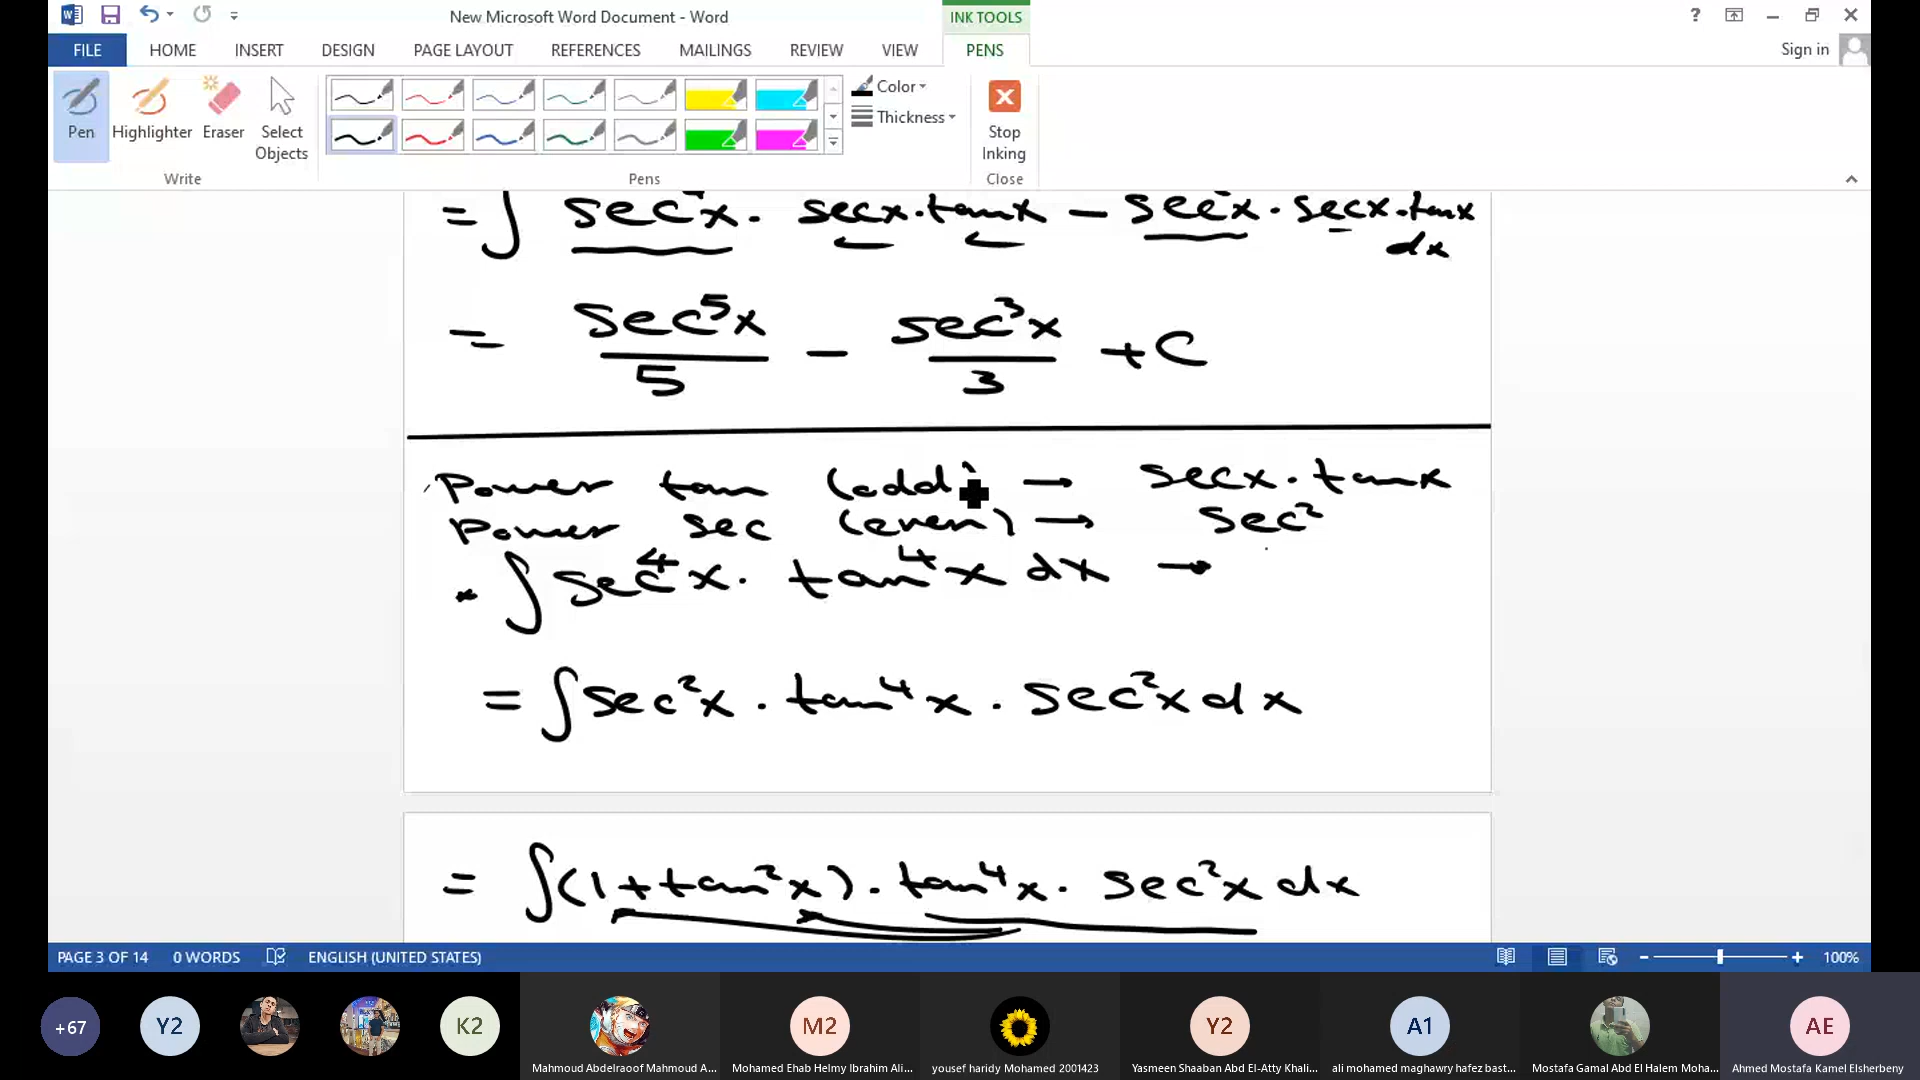 New Microsoft Word Document - Word
INK TOOLS
?
FILE HOME INSERT DESIGN PAGE LAYOUT REFERENCES MAILINGS REVIEW VIEW PENS
Sign in
Pen
Highlighter
Eraser
Select Objects
Color
Thickness
Stop Inking
Write
Pens
Close
= ∫ sec⁴x · secx·tanx − sec²x · secx·tanx dx
= sec⁵x/5 − sec³x/3 + C
Power tan (odd) → secx·tanx
Power sec (even) → sec²
* ∫ sec⁴x · tan⁴x dx →
= ∫ sec²x · tan⁴x · sec²x dx
= ∫ (1+tan²x) · tan⁴x · sec²x dx
PAGE 3 OF 14 0 WORDS ENGLISH (UNITED STATES)
100%
+67
Y2
K2
M2
Y2
A1
AE
Mahmoud Abdelraoof Mahmoud A...
Mohamed Ehab Helmy Ibrahim Ali...
yousef haridy Mohamed 2001423
Yasmeen Shaaban Abd El-Atty Khali...
ali mohamed maghawry hafez bast...
Mostafa Gamal Abd El Halem Moha...
Ahmed Mostafa Kamel Elsherbeny